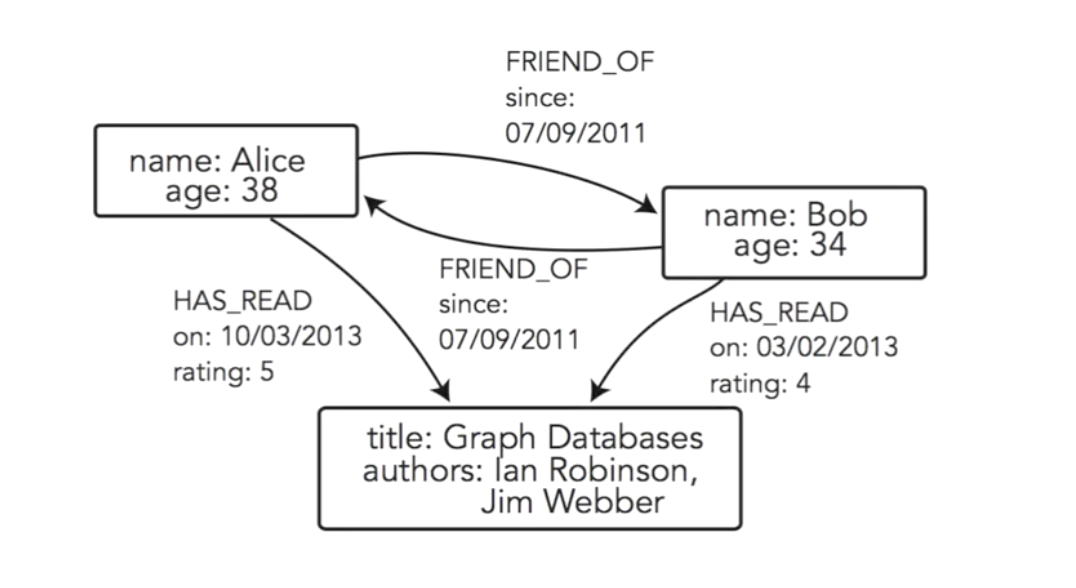 FRIEND_OF
since:
07/09/2011
name: Alice
age: 38
name: Bob
age: 34
FRIEND_OF
since:
07/09/2011
HAS_READ
on: 10/03/2013
rating: 5
HAS_READ
on: 03/02/2013
rating: 4
title: Graph Databases
authors: Ian Robinson,
Jim Webber